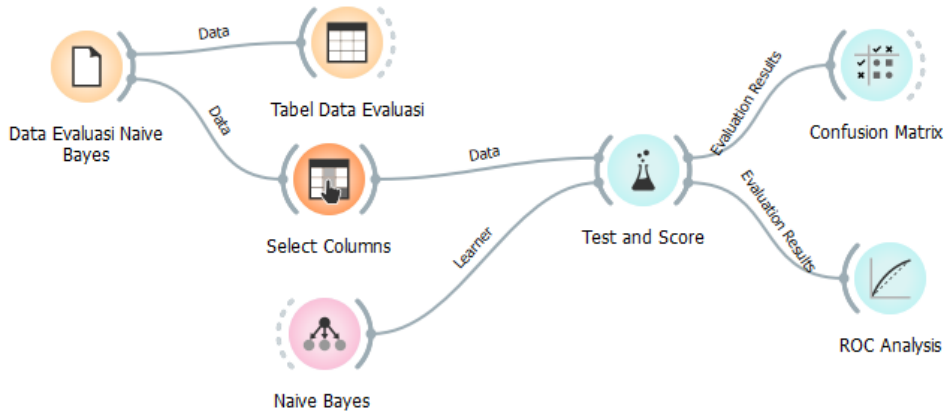 Data
Tabel Data Evaluasi
Data Evaluasi Naive
Bayes
Data
Select Columns
Data
Learner
Naive Bayes
Test and Score
Evaluation Results
Confusion Matrix
Evaluation Results
ROC Analysis